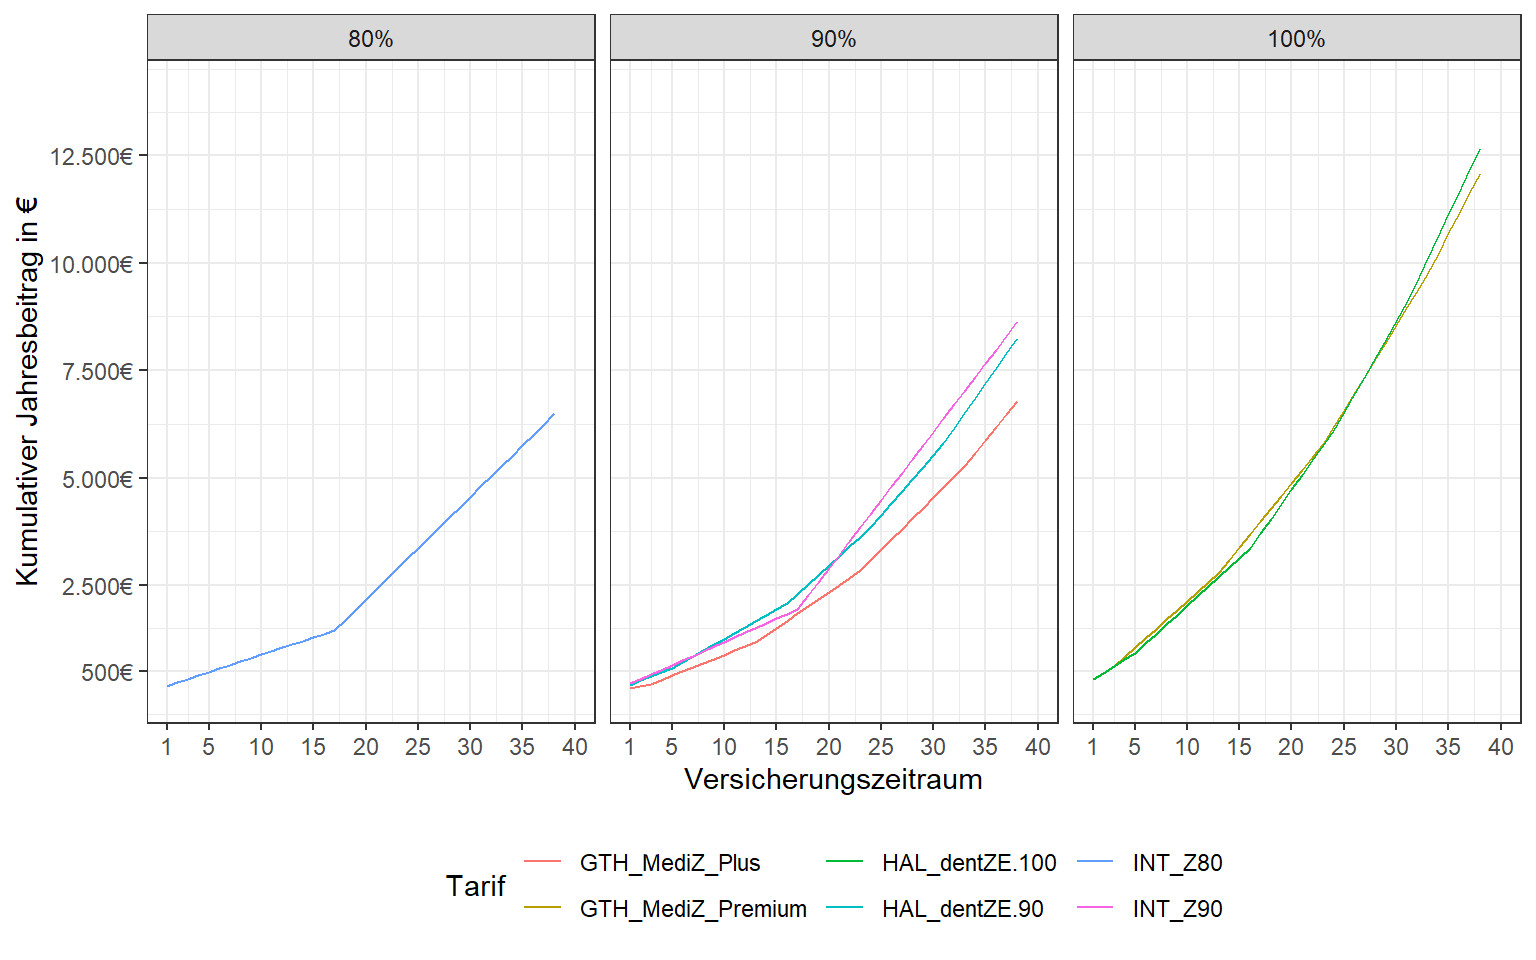 80% 90% 100%
Kumulativer Jahresbeitrag in €
12.500€
10.000€
7.500€
5.000€
2.500€
500€
1 5 10 15 20 25 30 35 40 1 5 10 15 20 25 30 35 40 1 5 10 15 20 25 30 35 40
Versicherungszeitraum
Tarif
GTH_MediZ_Plus HAL_dentZE.100 INT_Z80
GTH_MediZ_Premium HAL_dentZE.90 INT_Z90